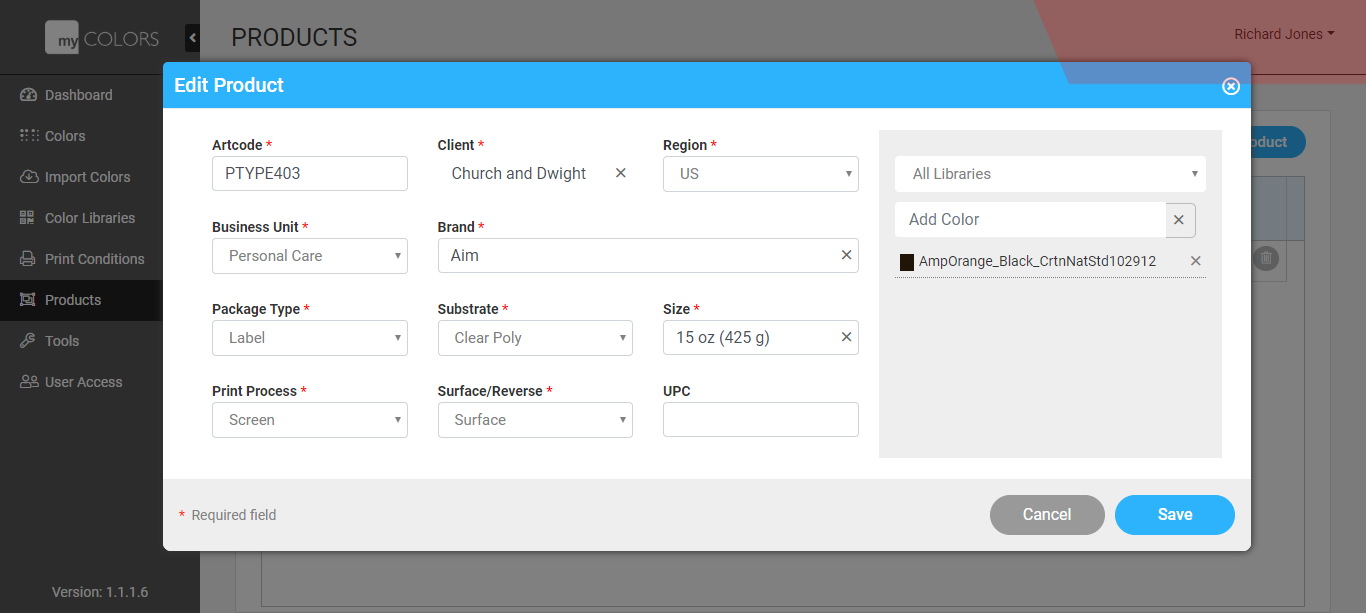 my COLORS
PRODUCTS
Richard Jones
Dashboard
Colors
Import Colors
Color Libraries
Print Conditions
Products
Tools
User Access
Version: 1.1.1.6
oduct
Edit Product
Artcode *
PTYPE403
Client *
Church and Dwight
Region *
US
Business Unit *
Personal Care
Brand *
Aim
Package Type *
Label
Substrate *
Clear Poly
Size *
15 oz (425 g)
Print Process *
Screen
Surface/Reverse *
Surface
UPC
All Libraries
Add Color
AmpOrange_Black_CrtnNatStd102912
* Required field
Cancel
Save